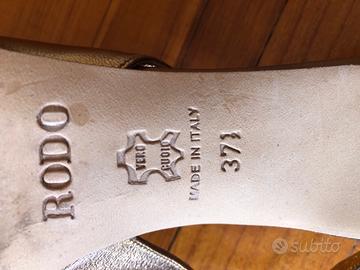 RODO
VERO
CUOIO
MADE IN ITALY
37½
subito